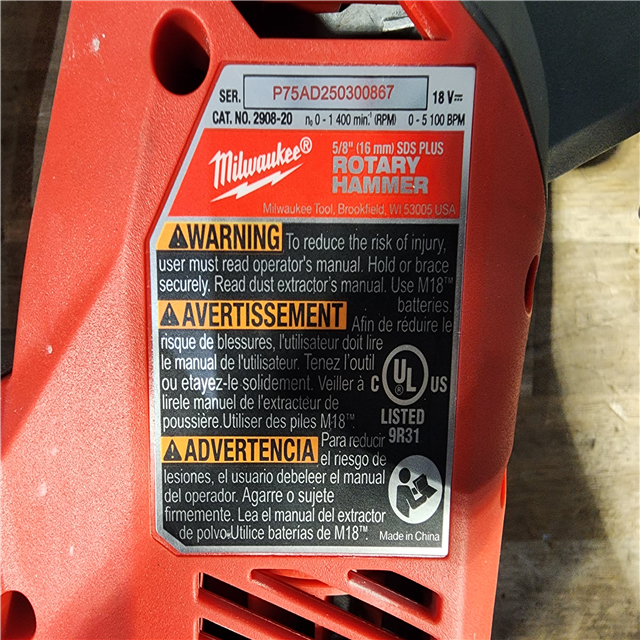 SER. P75AD250300867 18 V⎓
CAT. NO. 2908-20 n₀ 0 - 1 400 min.⁻¹ (RPM) 0 - 5 100 BPM
Milwaukee®
5/8" (16 mm) SDS PLUS
ROTARY
HAMMER
Milwaukee Tool, Brookfield, WI 53005 USA
WARNING To reduce the risk of injury,
user must read operator's manual. Hold or brace
securely. Read dust extractor's manual. Use M18™
batteries.
AVERTISSEMENT Afin de réduire le
risque de blessures, l'utilisateur doit lire
le manual de l'utilisateur. Tenez l'outil
ou etayez-le solidement. Veiller à
lirele manuel de l'extracteur de
poussière.Utiliser des piles M18™.
C UL US
LISTED
9R31
ADVERTENCIA Para reducir
el riesgo de
lesiones, el usuario debeleer el manual
del operador. Agarre o sujete
firmemente. Lea el manual del extractor
de polvo.Utilice baterías de M18™.
Made in China